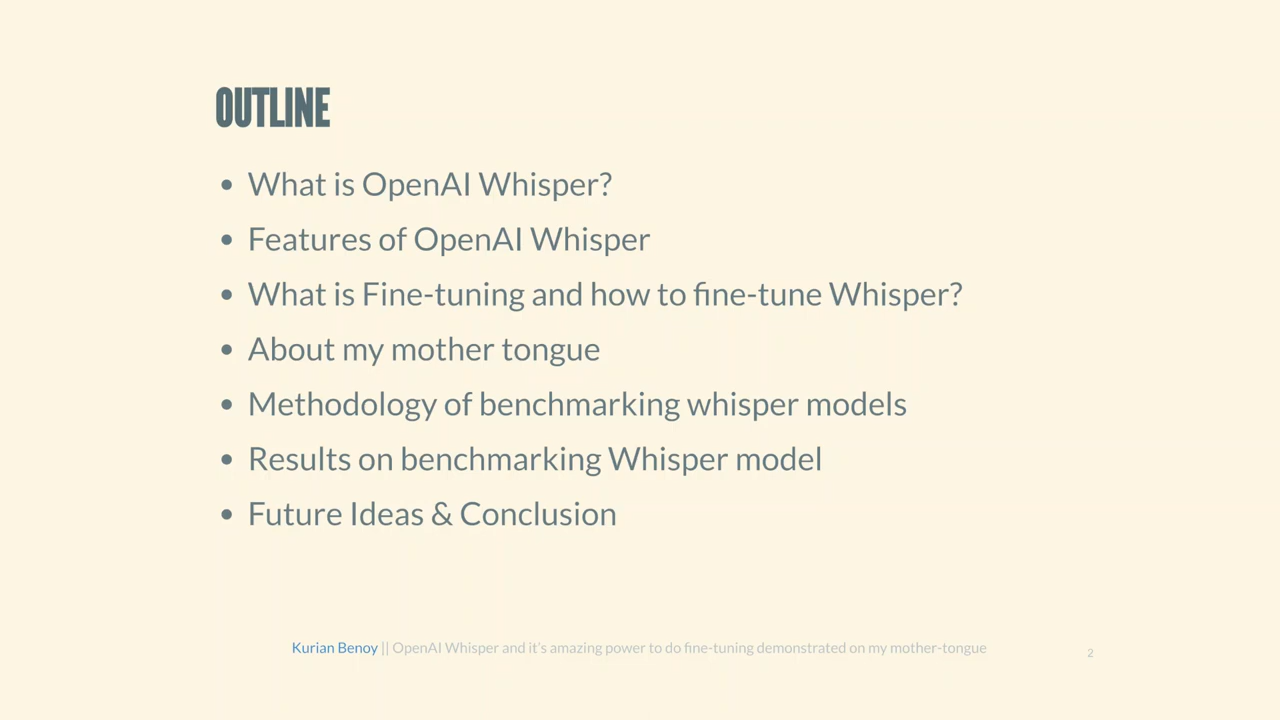 OUTLINE
• What is OpenAI Whisper?
• Features of OpenAI Whisper
• What is Fine-tuning and how to fine-tune Whisper?
• About my mother tongue
• Methodology of benchmarking whisper models
• Results on benchmarking Whisper model
• Future Ideas & Conclusion
Kurian Benoy || OpenAI Whisper and it's amazing power to do fine-tuning demonstrated on my mother-tongue
2